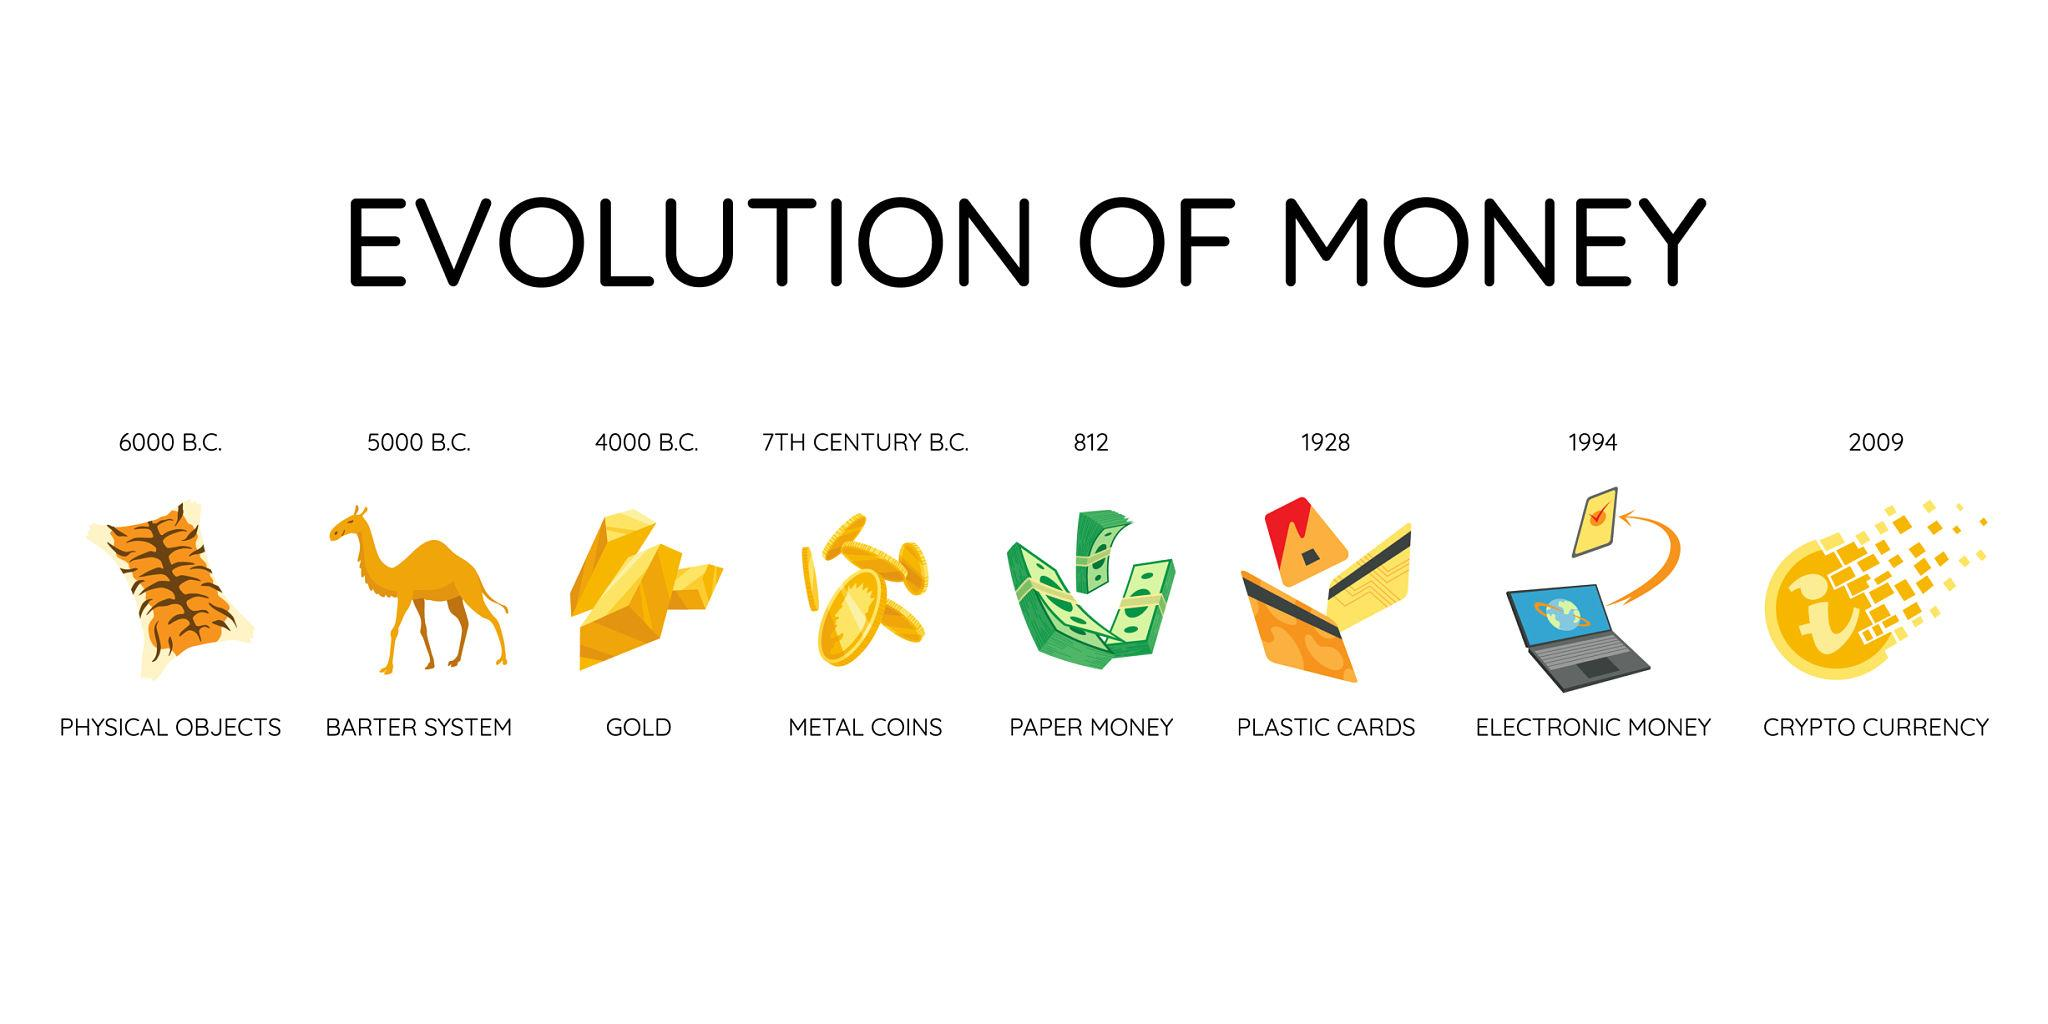 EVOLUTION OF MONEY
6000 B.C.
5000 B.C.
4000 B.C.
7TH CENTURY B.C.
812
1928
1994
2009
PHYSICAL OBJECTS
BARTER SYSTEM
GOLD
METAL COINS
PAPER MONEY
PLASTIC CARDS
ELECTRONIC MONEY
CRYPTO CURRENCY